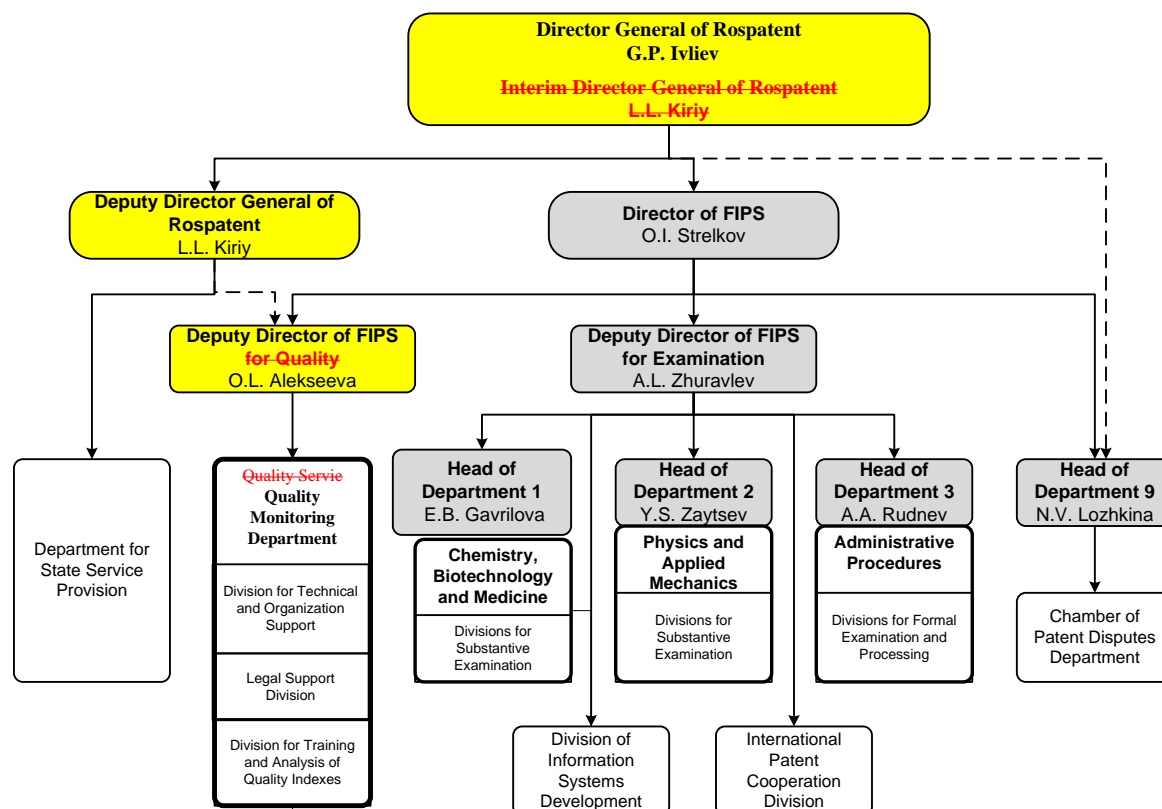 Director General of Rospatent
G.P. Ivliev
Interim Director General of Rospatent
L.L. Kiriy
Deputy Director General of
Rospatent
L.L. Kiriy
Director of FIPS
O.I. Strelkov
Deputy Director of FIPS
for Quality
O.L. Alekseeva
Deputy Director of FIPS
for Examination
A.L. Zhuravlev
Department for
State Service
Provision
Quality Servie
Quality
Monitoring
Department
Division for Technical
and Organization
Support
Legal Support
Division
Division for Training
and Analysis of
Quality Indexes
Head of
Department 1
E.B. Gavrilova
Chemistry,
Biotechnology
and Medicine
Divisions for
Substantive
Examination
Head of
Department 2
Y.S. Zaytsev
Physics and
Applied
Mechanics
Divisions for
Substantive
Examination
Head of
Department 3
A.A. Rudnev
Administrative
Procedures
Divisions for Formal
Examination and
Processing
Head of
Department 9
N.V. Lozhkina
Chamber of
Patent Disputes
Department
Division of
Information
Systems
Development
International
Patent
Cooperation
Division